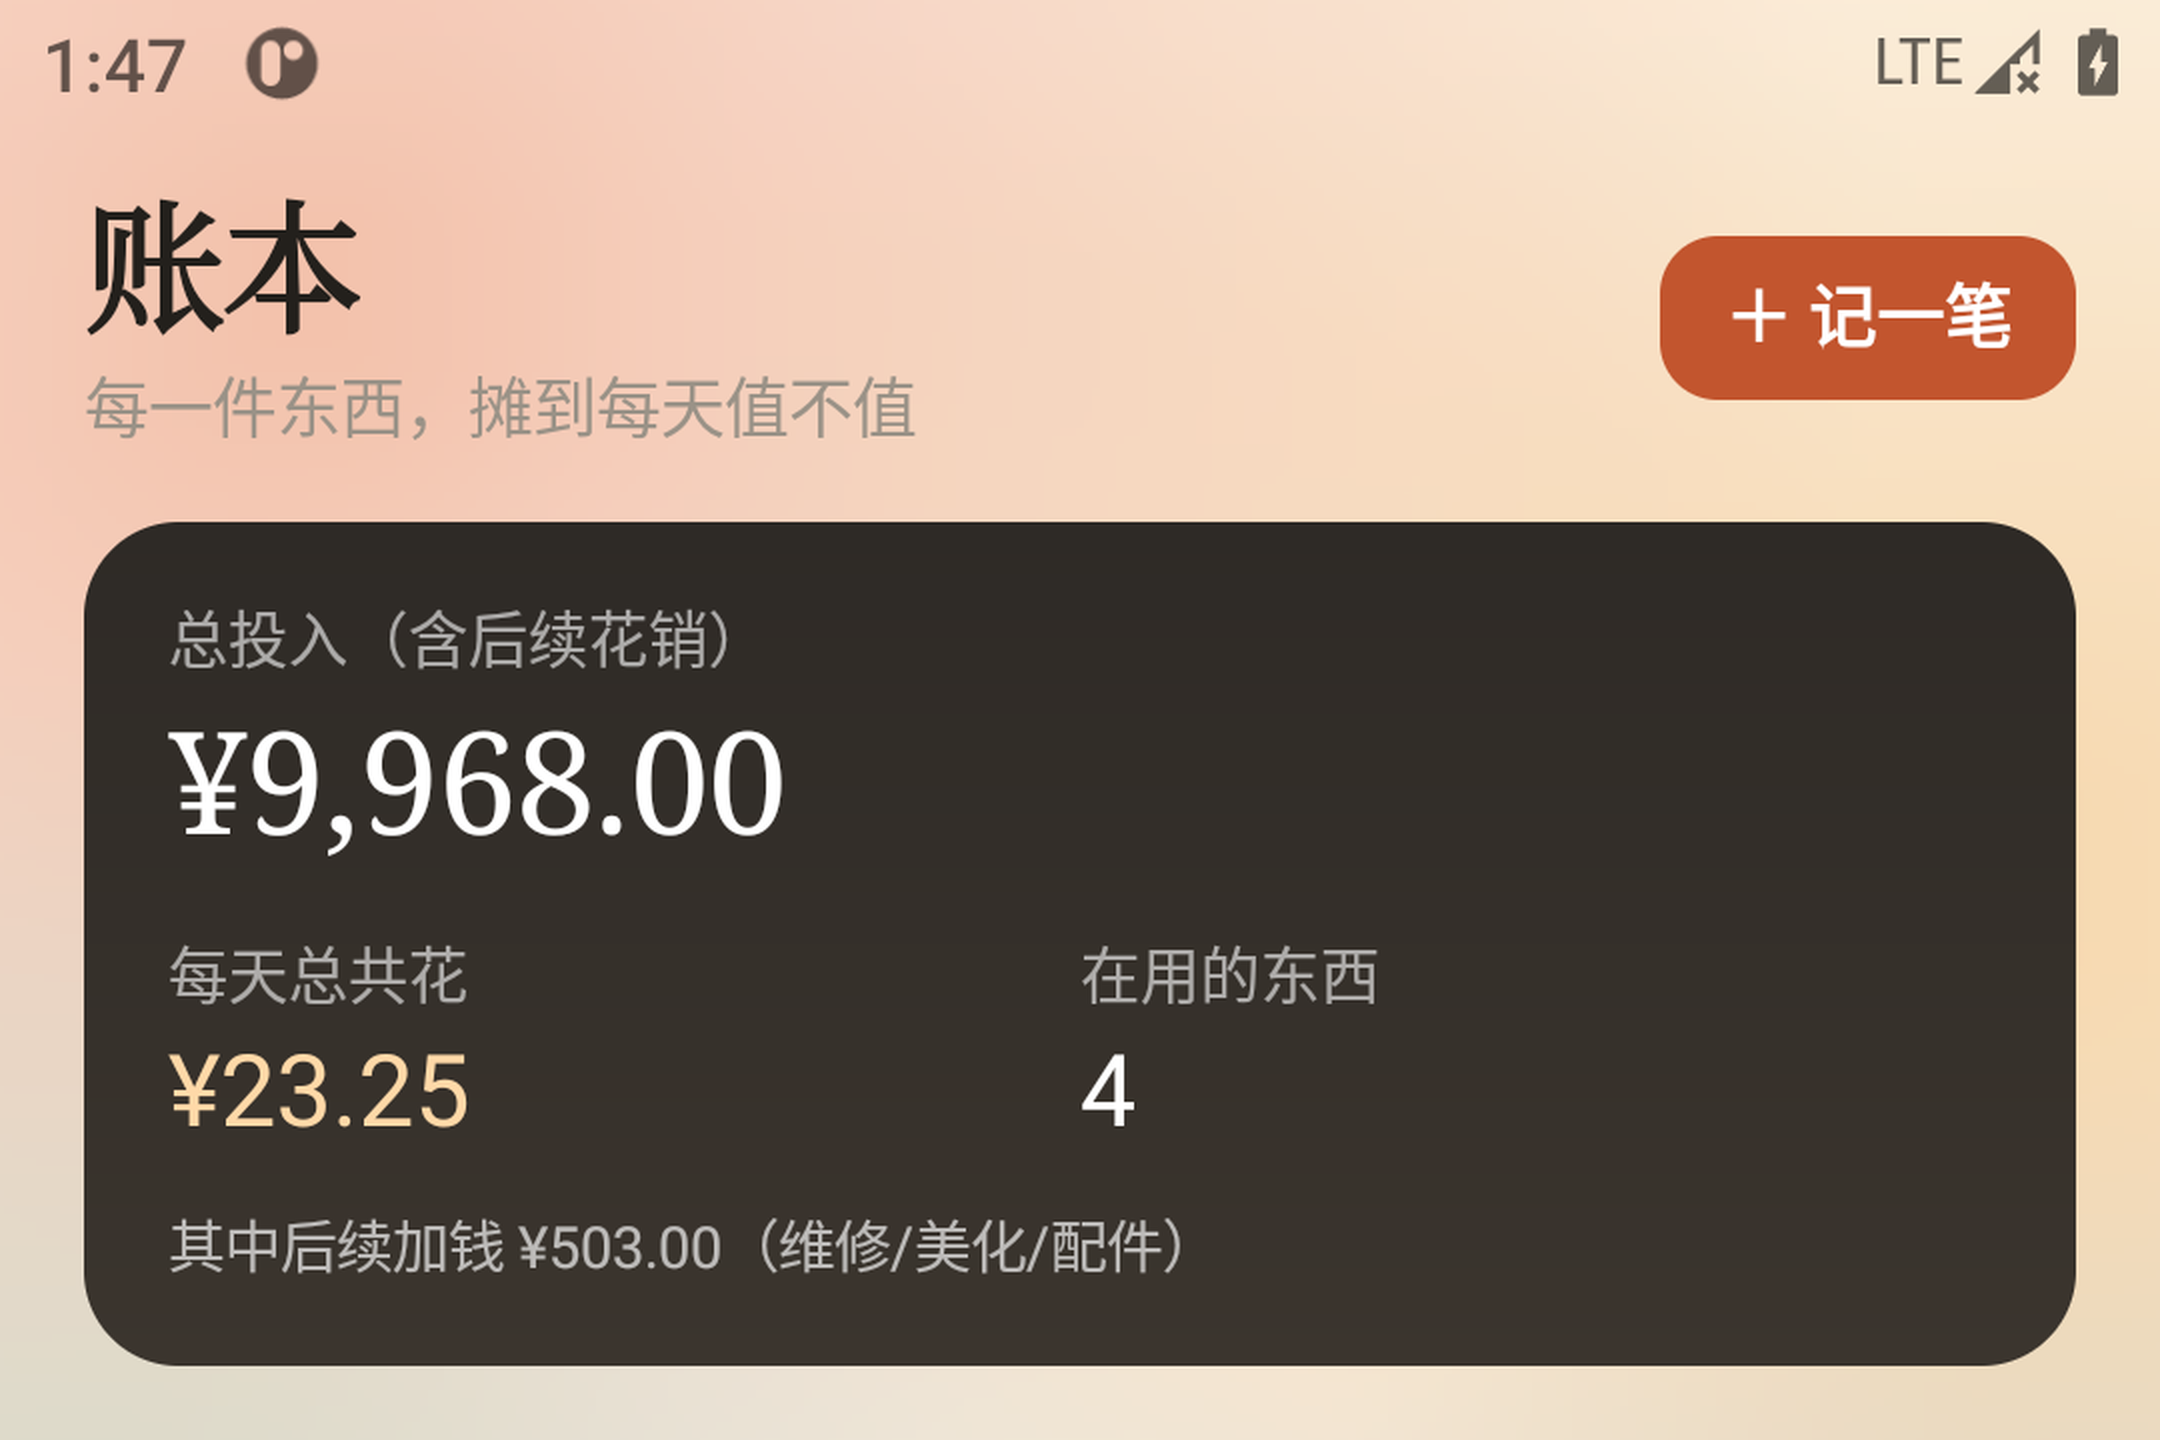 1:47
LTE
账本
+ 记一笔
每一件东西，摊到每天值不值
总投入（含后续花销）
¥9,968.00
每天总共花
在用的东西
¥23.25
4
其中后续加钱 ¥503.00（维修/美化/配件）